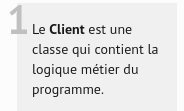 1
Le Client est une
classe qui contient la
logique métier du
programme.